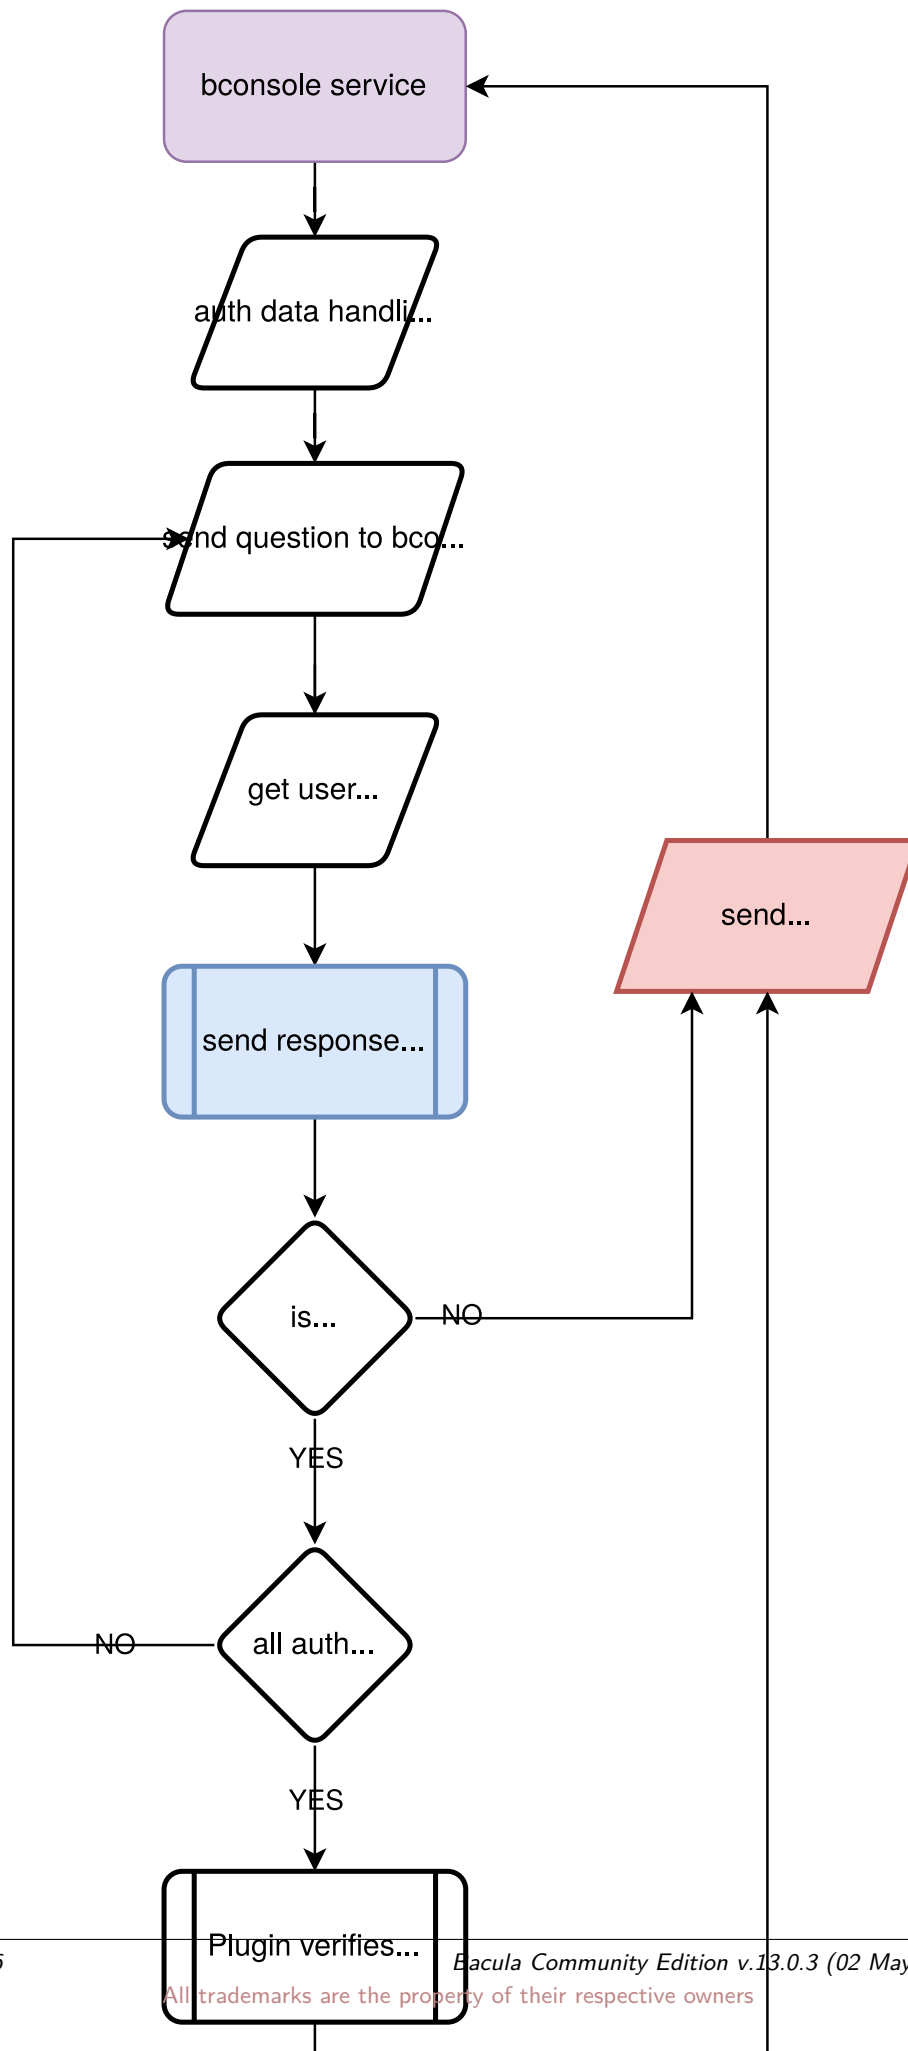 bconsole service
auth data handli...
send question to bco...
get user...
send...
send response...
is...
NO
YES
all auth...
NO
YES
Plugin verifies...
Bacula Community Edition v.13.0.3 (02 May
All trademarks are the property of their respective owners